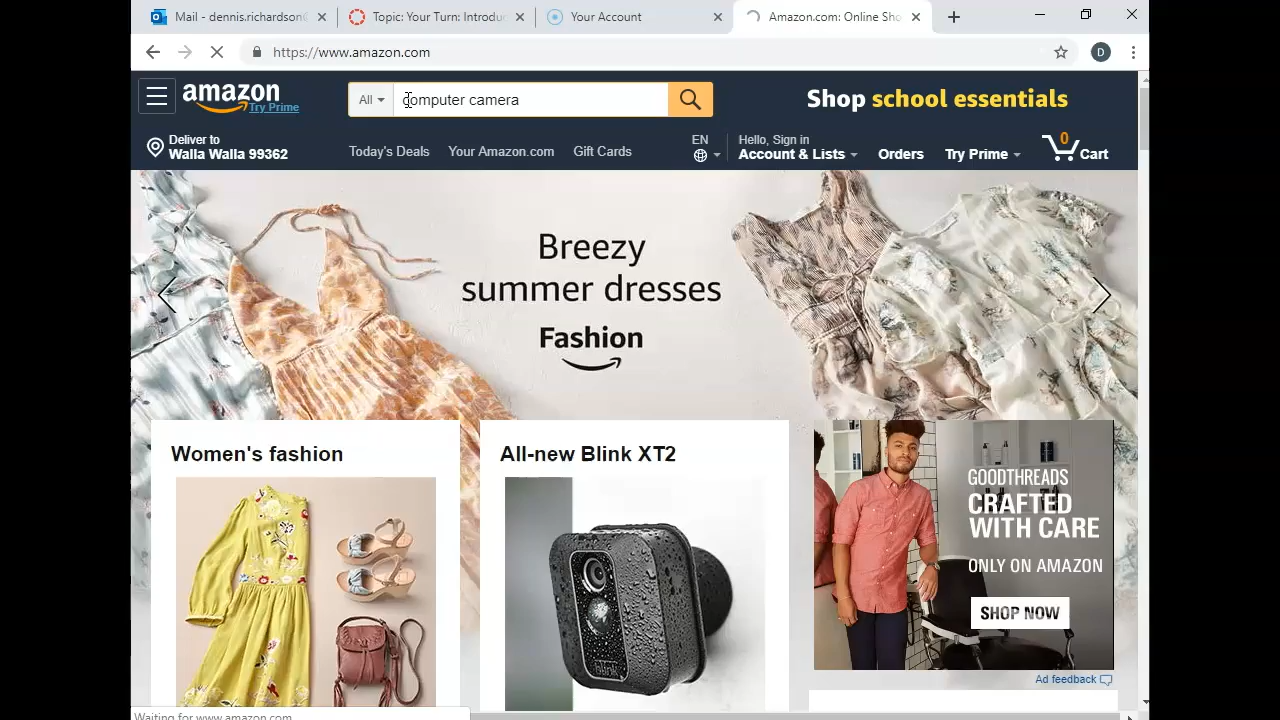 Mail - dennis.richardson
Topic: Your Turn: Introduc
Your Account
Amazon.com: Online Sho
https://www.amazon.com
D
amazon
Try Prime
All
computer camera
Shop school essentials
Deliver to
Walla Walla 99362
Today's Deals
Your Amazon.com
Gift Cards
EN
Hello, Sign in
Account & Lists
Orders
Try Prime
0
Cart
Breezy
summer dresses
Fashion
Women's fashion
All-new Blink XT2
blink
GOODTHREADS
CRAFTED
WITH CARE
ONLY ON AMAZON
SHOP NOW
Ad feedback
Waiting for www.amazon.com